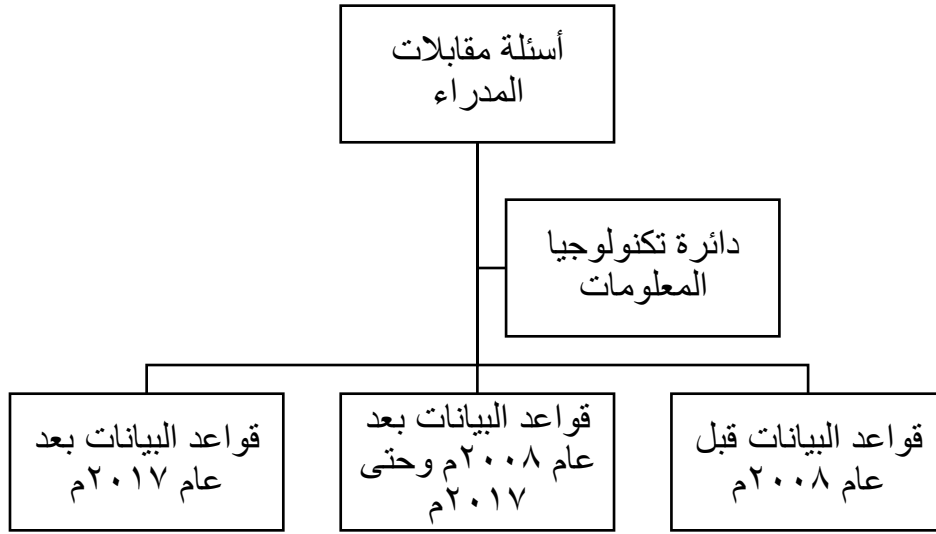 أسئلة مقابلات
المدراء
دائرة تكنولوجيا
المعلومات
قواعد البيانات قبل
عام ٢٠٠٨م
قواعد البيانات بعد
عام ٢٠٠٨م وحتى
٢٠١٧م
قواعد البيانات بعد
عام ٢٠١٧م